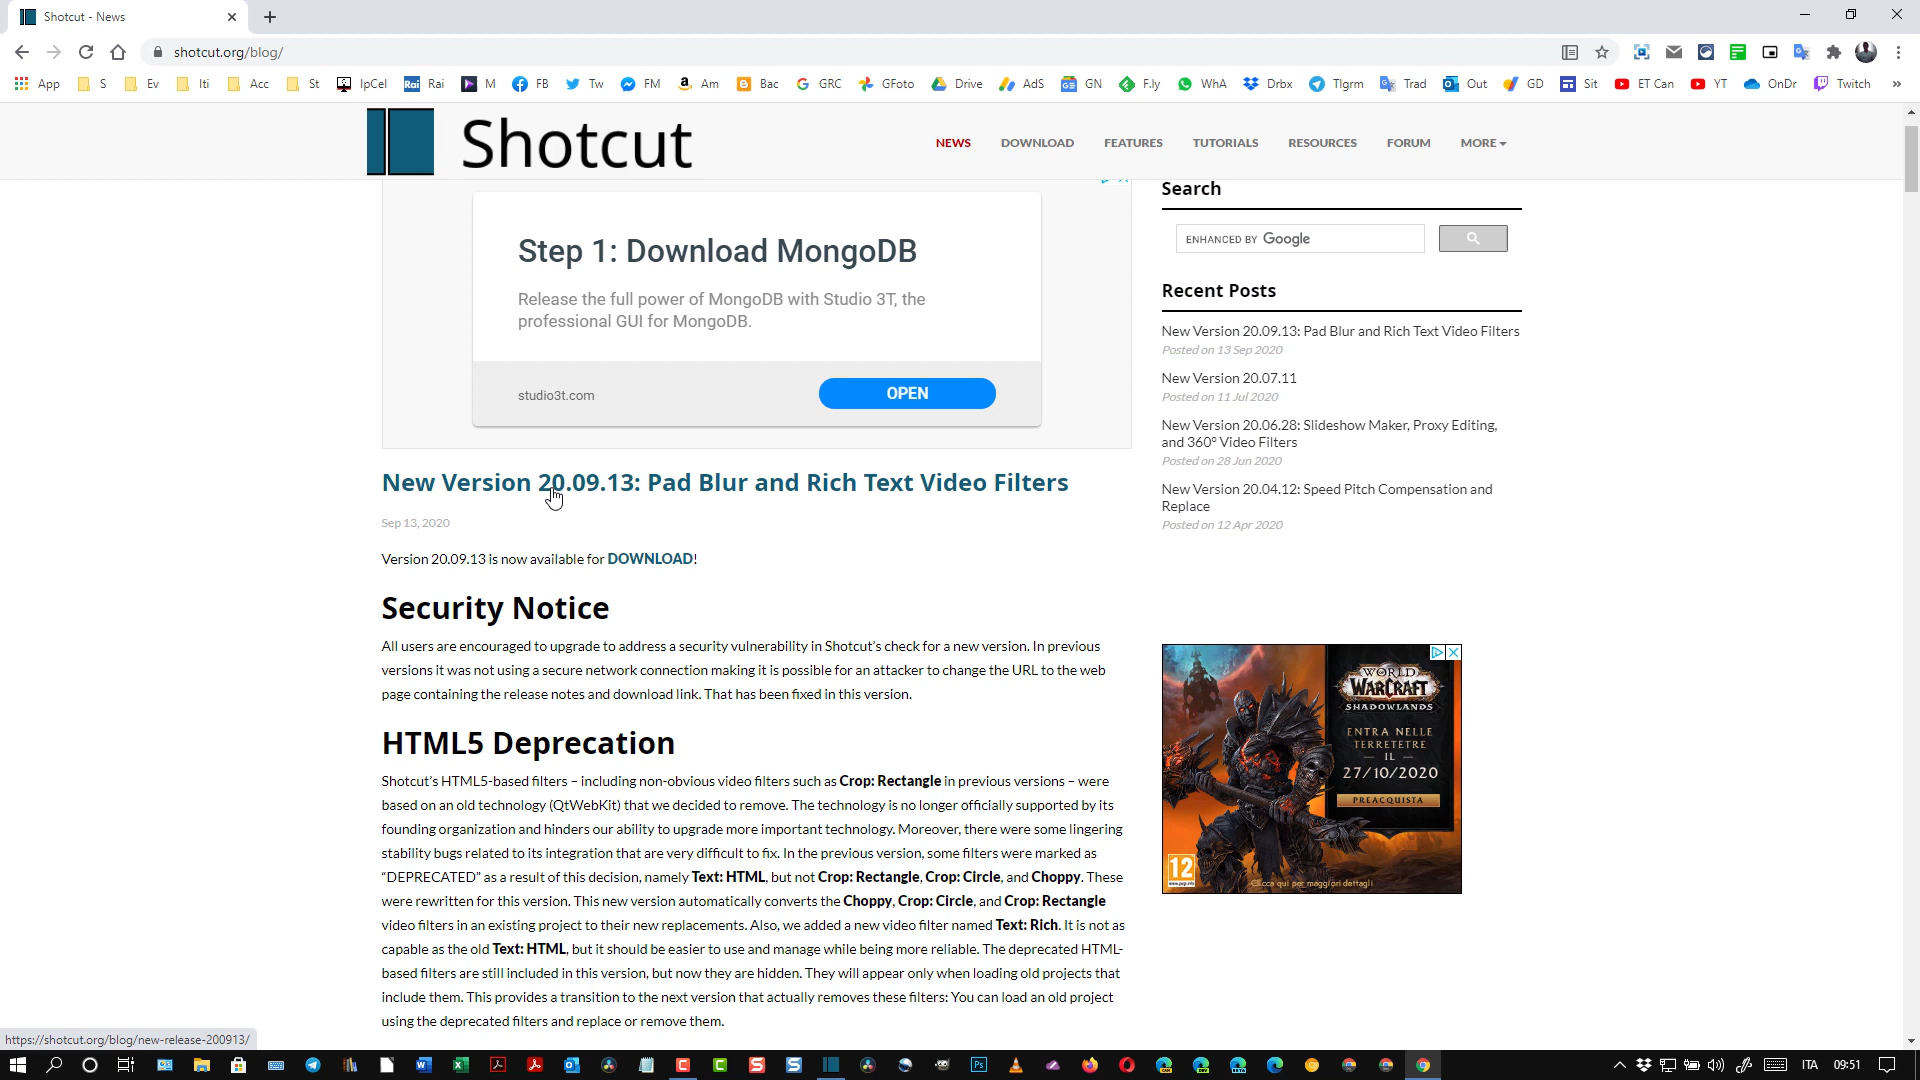 Shotcut - News
shotcut.org/blog/
App S Ev Iti Acc St IpCel Rai Rai M FB Tw FM Am Bac GRC GFoto Drive AdS GN F.ly WhA Drbx Tlgrm Trad Out GD Sit ET Can YT OnDr Twitch »
Shotcut
NEWS DOWNLOAD FEATURES TUTORIALS RESOURCES FORUM MORE
Step 1: Download MongoDB
Release the full power of MongoDB with Studio 3T, the
professional GUI for MongoDB.
studio3t.com
OPEN
New Version 20.09.13: Pad Blur and Rich Text Video Filters
Sep 13, 2020
Version 20.09.13 is now available for DOWNLOAD!
Security Notice
All users are encouraged to upgrade to address a security vulnerability in Shotcut's check for a new version. In previous
versions it was not using a secure network connection making it is possible for an attacker to change the URL to the web
page containing the release notes and download link. That has been fixed in this version.
HTML5 Deprecation
Shotcut's HTML5-based filters – including non-obvious video filters such as Crop: Rectangle in previous versions – were
based on an old technology (QtWebKit) that we decided to remove. The technology is no longer officially supported by its
founding organization and hinders our ability to upgrade more important technology. Moreover, there were some lingering
stability bugs related to its integration that are very difficult to fix. In the previous version, some filters were marked as
“DEPRECATED” as a result of this decision, namely Text: HTML, but not Crop: Rectangle, Crop: Circle, and Choppy. These
were rewritten for this version. This new version automatically converts the Choppy, Crop: Circle, and Crop: Rectangle
video filters in an existing project to their new replacements. Also, we added a new video filter named Text: Rich. It is not as
capable as the old Text: HTML, but it should be easier to use and manage while being more reliable. The deprecated HTML-
based filters are still included in this version, but now they are hidden. They will appear only when loading old projects that
include them. This provides a transition to the next version that actually removes these filters: You can load an old project
using the deprecated filters and replace or remove them.
Search
ENHANCED BY Google
Recent Posts
New Version 20.09.13: Pad Blur and Rich Text Video Filters
Posted on 13 Sep 2020
New Version 20.07.11
Posted on 11 Jul 2020
New Version 20.06.28: Slideshow Maker, Proxy Editing,
and 360° Video Filters
Posted on 28 Jun 2020
New Version 20.04.12: Speed Pitch Compensation and
Replace
Posted on 12 Apr 2020
WORLD
WARCRAFT
SHADOWLANDS
ENTRA NELLE
TERRETETRE
IL
27/10/2020
PREACQUISTA
12
www.pegi.info
Clicca qui per maggiori dettagli
https://shotcut.org/blog/new-release-200913/
ITA 09:51